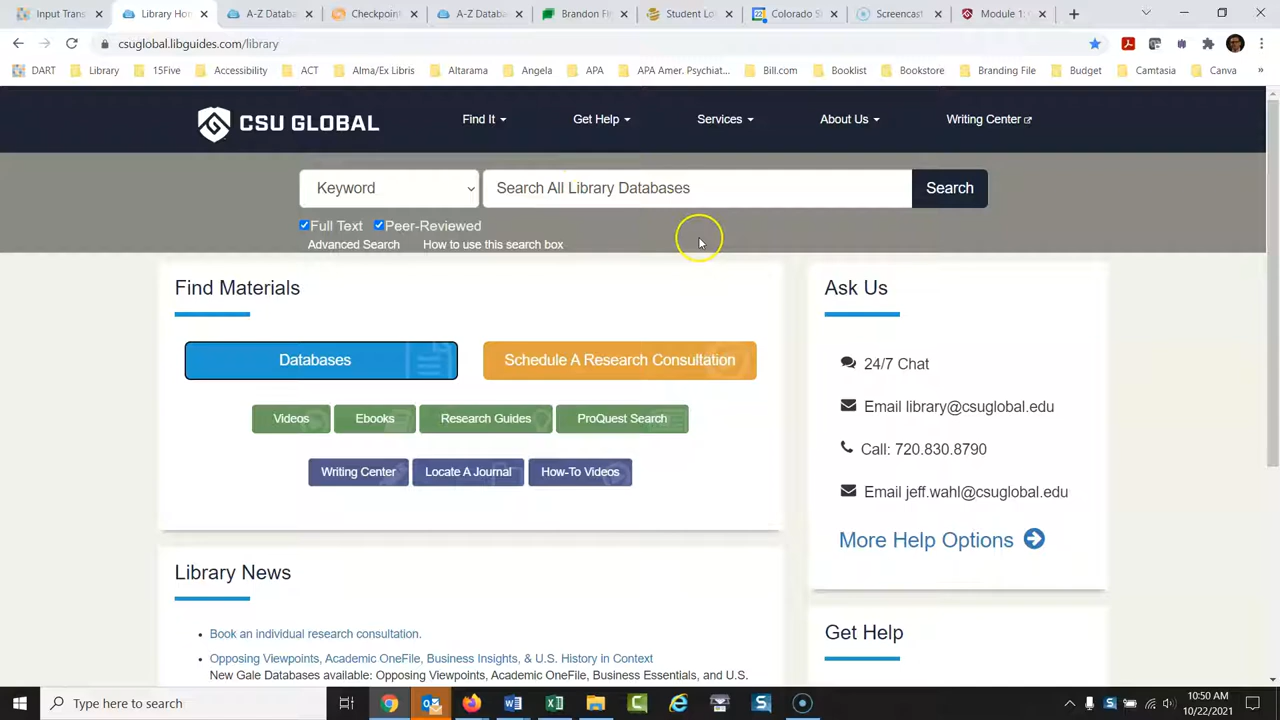 Input Trans
Library Hom
A-Z Databa
Checkpoint
A-Z Databa
Brandon Fi
Student Lo
Colorado S
Screencast
Module 1: C
csuglobal.libguides.com/library
DART
Library
15Five
Accessibility
ACT
Alma/Ex Libris
Altarama
Angela
APA
APA Amer. Psychiat...
Bill.com
Booklist
Bookstore
Branding File
Budget
Camtasia
Canva
»
CSU GLOBAL
Find It
Get Help
Services
About Us
Writing Center
Keyword
Search All Library Databases
Search
Full Text
Peer-Reviewed
Advanced Search
How to use this search box
Find Materials
Databases
Schedule A Research Consultation
Videos
Ebooks
Research Guides
ProQuest Search
Writing Center
Locate A Journal
How-To Videos
Ask Us
24/7 Chat
Email library@csuglobal.edu
Call: 720.830.8790
Email jeff.wahl@csuglobal.edu
More Help Options
Library News
Book an individual research consultation.
Opposing Viewpoints, Academic OneFile, Business Insights, & U.S. History in Context
New Gale Databases available: Opposing Viewpoints, Academic OneFile, Business Essentials, and U.S.
Get Help
Type here to search
10:50 AM
10/22/2021